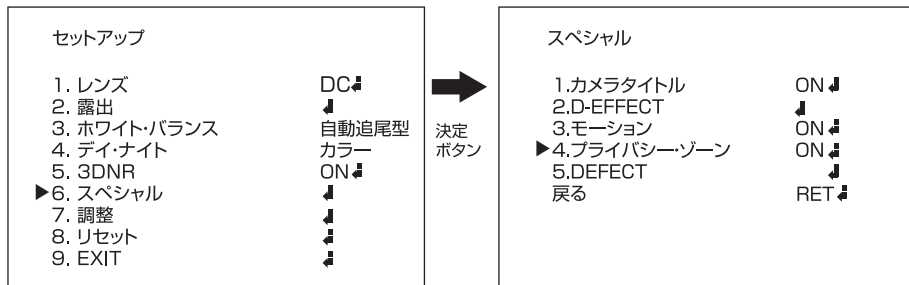 セットアップ
1. レンズ DC↲
2. 露出 ↲
3. ホワイト・バランス 自動追尾型
4. デイ・ナイト カラー
5. 3DNR ON↲
▶6. スペシャル ↲
7. 調整 ↲
8. リセット ↲
9. EXIT ↲
決定
ボタン
スペシャル
1.カメラタイトル ON↲
2.D-EFFECT ↲
3.モーション ON↲
▶4.プライバシー・ゾーン ON↲
5.DEFECT ↲
戻る RET↲